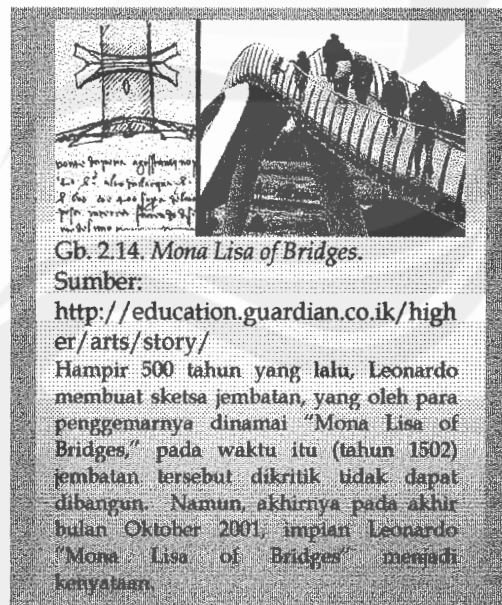 Gb. 2.14. Mona Lisa of Bridges.
Sumber:
http://education.guardian.co.ik/high
er/arts/story/
Hampir 500 tahun yang lalu, Leonardo
membuat sketsa jembatan, yang oleh para
penggemarnya dinamai "Mona Lisa of
Bridges," pada waktu itu (tahun 1502)
jembatan tersebut dikritik tidak dapat
dibangun. Namun, akhirnya pada akhir
bulan Oktober 2001, impian Leonardo
"Mona Lisa of Bridges" menjadi
kenyataan.